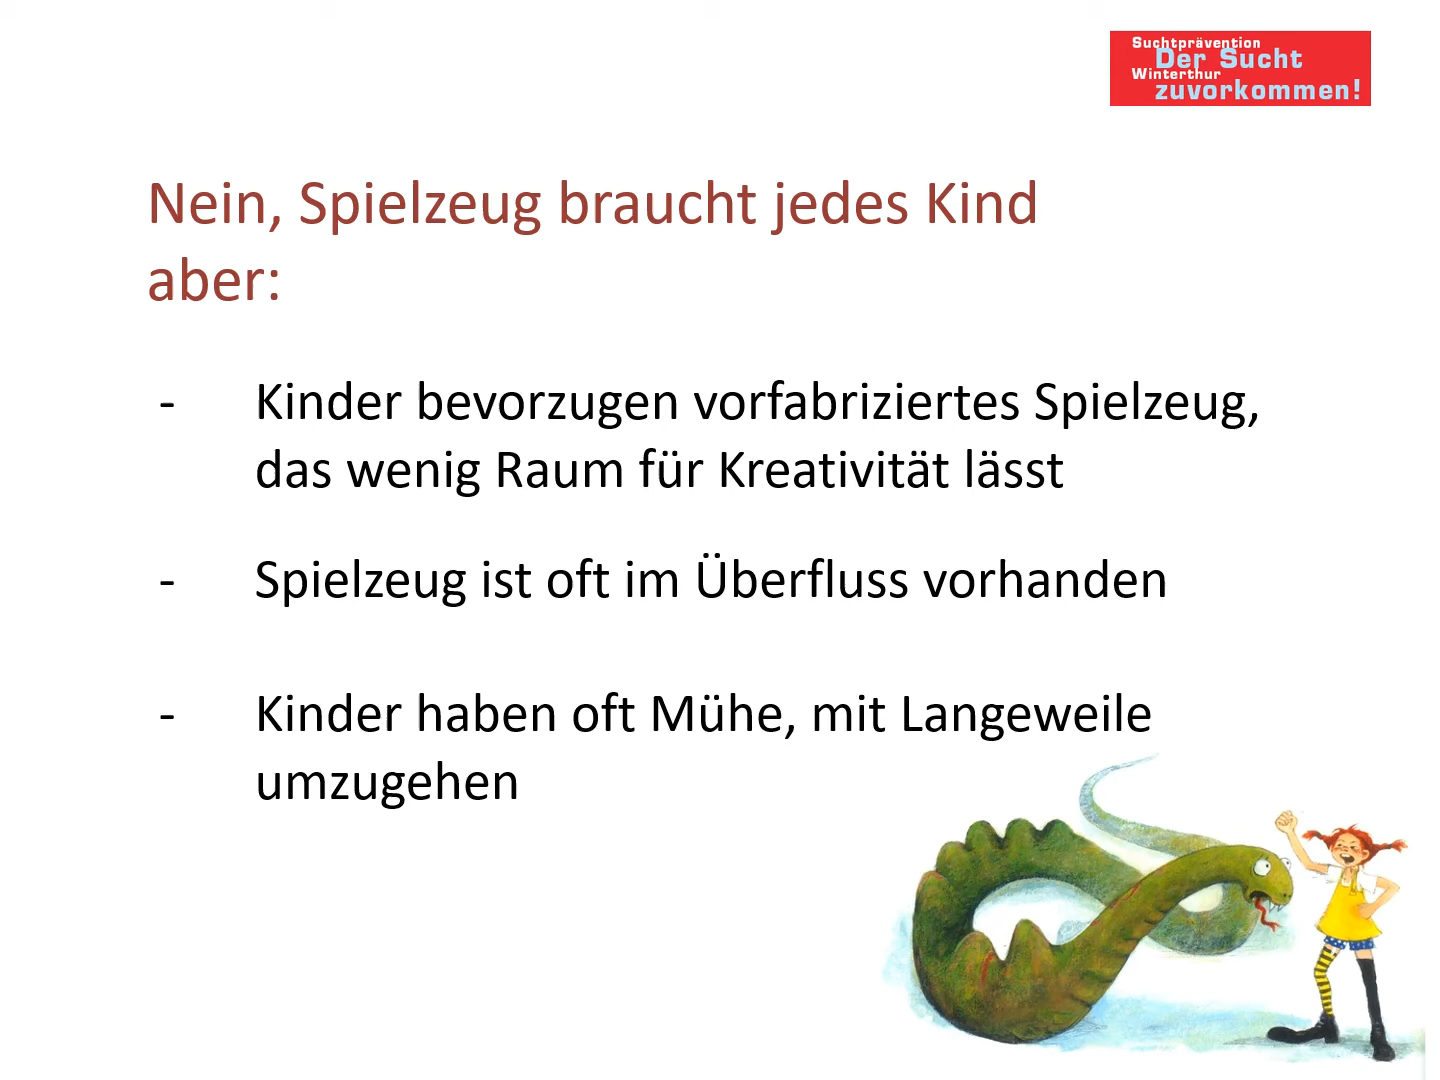 Suchtprävention
Der Sucht
Winterthur
zuvorkommen!
Nein, Spielzeug braucht jedes Kind
aber:
- Kinder bevorzugen vorfabriziertes Spielzeug,
das wenig Raum für Kreativität lässt
- Spielzeug ist oft im Überfluss vorhanden
- Kinder haben oft Mühe, mit Langeweile
umzugehen